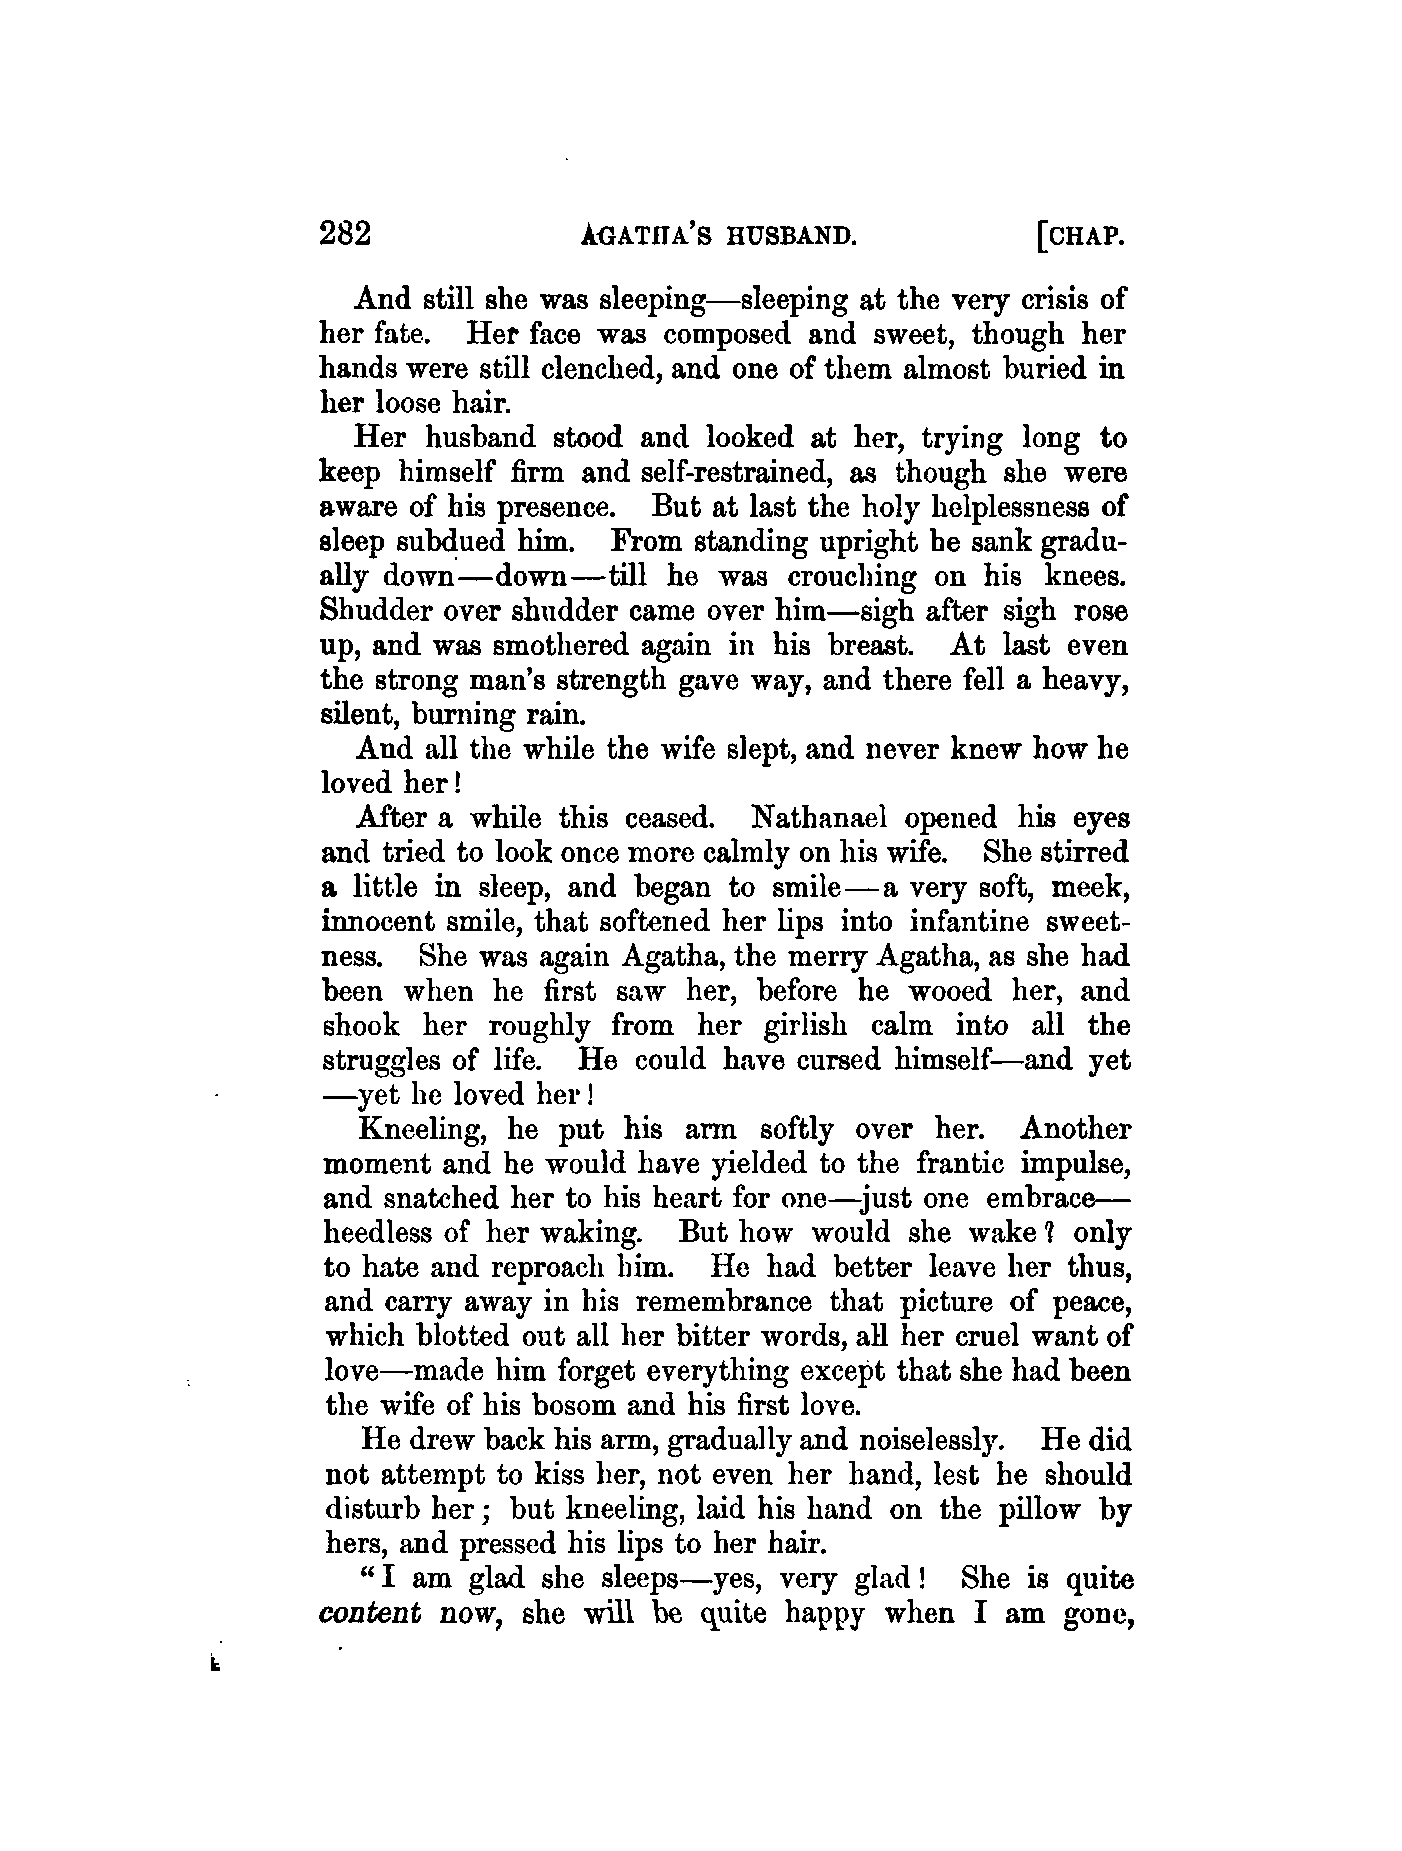 282 AGATHA'S HUSBAND. [CHAP.
And still she was sleeping—sleeping at the very crisis of
her fate. Her face was composed and sweet, though her
hands were still clenched, and one of them almost buried in
her loose hair.
Her husband stood and looked at her, trying long to
keep himself firm and self-restrained, as though she were
aware of his presence. But at last the holy helplessness of
sleep subdued him. From standing upright he sank gradu-
ally down—down—till he was crouching on his knees.
Shudder over shudder came over him—sigh after sigh rose
up, and was smothered again in his breast. At last even
the strong man's strength gave way, and there fell a heavy,
silent, burning rain.
And all the while the wife slept, and never knew how he
loved her!
After a while this ceased. Nathanael opened his eyes
and tried to look once more calmly on his wife. She stirred
a little in sleep, and began to smile—a very soft, meek,
innocent smile, that softened her lips into infantine sweet-
ness. She was again Agatha, the merry Agatha, as she had
been when he first saw her, before he wooed her, and
shook her roughly from her girlish calm into all the
struggles of life. He could have cursed himself—and yet
—yet he loved her!
Kneeling, he put his arm softly over her. Another
moment and he would have yielded to the frantic impulse,
and snatched her to his heart for one—just one embrace—
heedless of her waking. But how would she wake? only
to hate and reproach him. He had better leave her thus,
and carry away in his remembrance that picture of peace,
which blotted out all her bitter words, all her cruel want of
love—made him forget everything except that she had been
the wife of his bosom and his first love.
He drew back his arm, gradually and noiselessly. He did
not attempt to kiss her, not even her hand, lest he should
disturb her; but kneeling, laid his hand on the pillow by
hers, and pressed his lips to her hair.
"I am glad she sleeps—yes, very glad! She is quite
content now, she will be quite happy when I am gone,